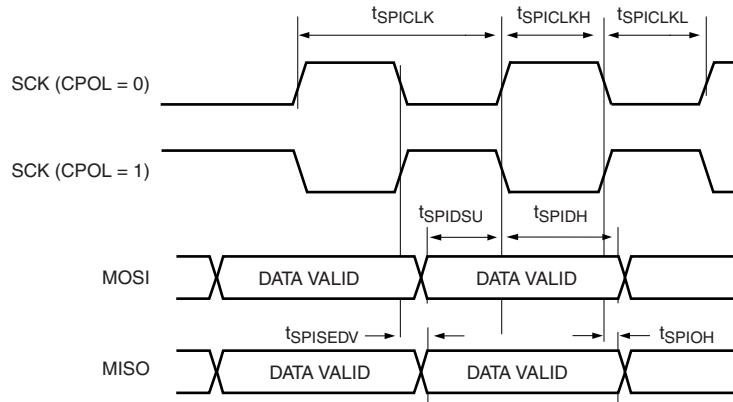 tSPICLK tSPICLKH tSPICLKL
SCK (CPOL = 0)
SCK (CPOL = 1)
tSPIDSU tSPIDH
MOSI DATA VALID DATA VALID
tSPISEDV tSPIOH
MISO DATA VALID DATA VALID